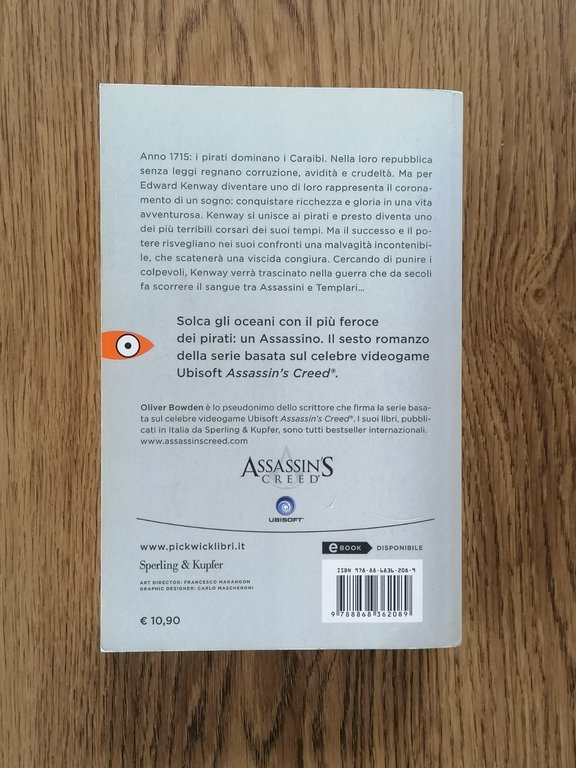 Anno 1715: i pirati dominano i Caraibi. Nella loro repubblica
senza leggi regnano corruzione, avidità e crudeltà. Ma per
Edward Kenway diventare uno di loro rappresenta il corona-
mento di un sogno: conquistare ricchezza e gloria in una vita
avventurosa. Kenway si unisce ai pirati e presto diventa uno
dei più terribili corsari dei suoi tempi. Ma il successo e il po-
tere risvegliano nei suoi confronti una malvagità incontenibi-
le, che scatenerà una viscida congiura. Cercando di punire i
colpevoli, Kenway verrà trascinato nella guerra che da secoli
fa scorrere il sangue tra Assassini e Templari...
Solca gli oceani con il più feroce
dei pirati: un Assassino. Il sesto romanzo
della serie basata sul celebre videogame
Ubisoft Assassin's Creed®.
Oliver Bowden è lo pseudonimo dello scrittore che firma la serie basa-
ta sul celebre videogame Ubisoft Assassin's Creed®. I suoi libri, pubbli-
cati in Italia da Sperling & Kupfer, sono tutti bestseller internazionali.
www.assassinscreed.com
ASSASSIN'S
CREED®
UBISOFT®
www.pickwicklibri.it
e BOOK DISPONIBILE
Sperling & Kupfer
ART DIRECTOR: FRANCESCO MARANGON
GRAPHIC DESIGNER: CARLO MASCHERONI
€ 10,90
ISBN 978-88-6836-208-9
9 788868 362089